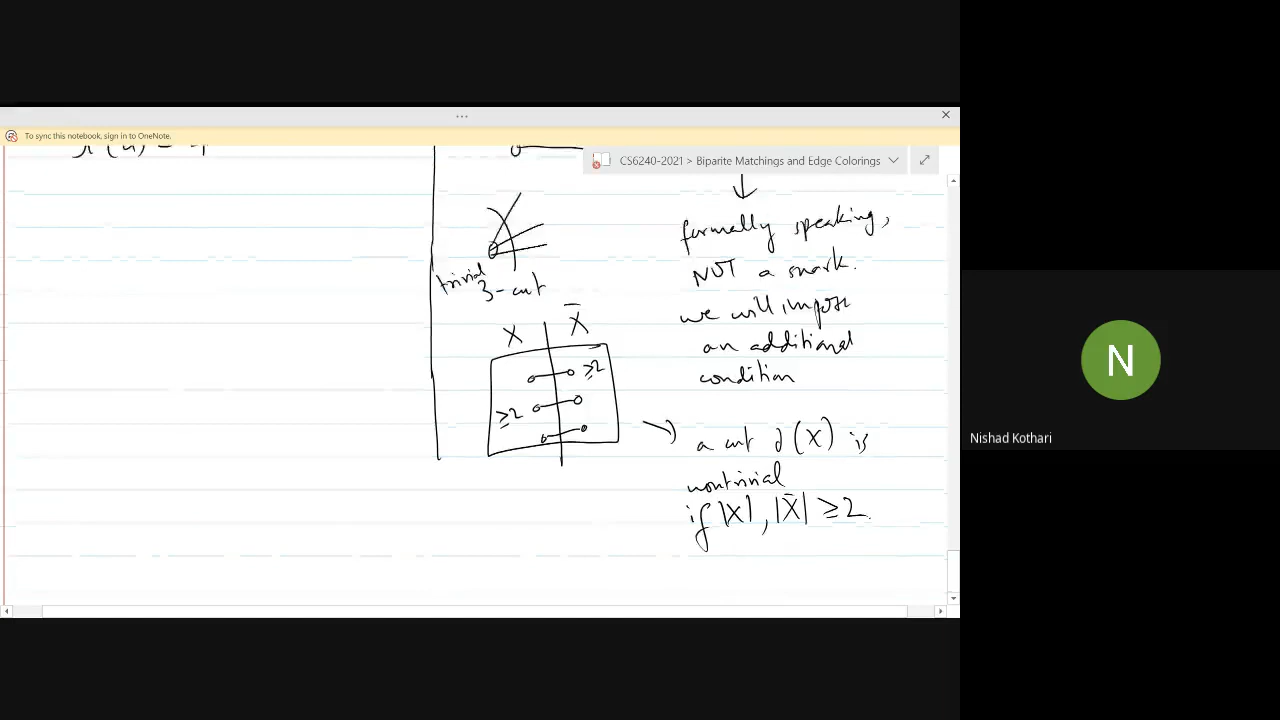 ...
To sync this notebook, sign in to OneNote.
CS6240-2021 > Biparite Matchings and Edge Colorings
formally speaking,
NOT a snark.
we will impose
an additional
condition
trivial
3-cut
X
X̄
≥2
≥2
a cut ∂(X) is
nontrivial
if |X|, |X̄| ≥ 2.
N
Nishad Kothari